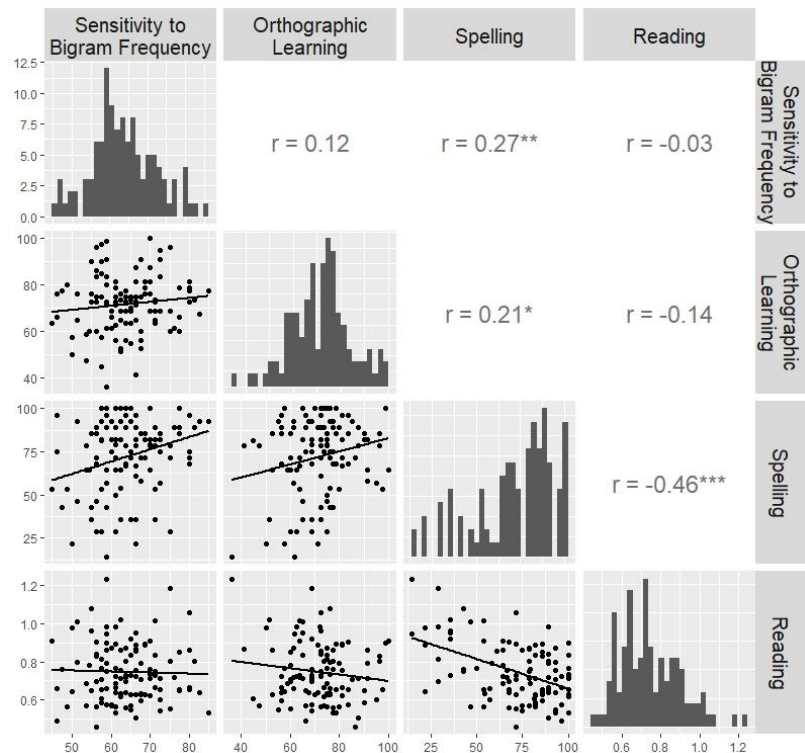 Sensitivity to
Bigram Frequency
Orthographic
Learning
Spelling
Reading
12.5
10.0
7.5
5.0
2.5
0.0
r = 0.12
r = 0.27**
r = -0.03
Sensitivity to
Bigram Frequency
100
80
60
40
r = 0.21*
r = -0.14
Orthographic
Learning
100
75
50
25
r = -0.46***
Spelling
1.2
1.0
0.8
0.6
Reading
50 60 70 80
40 60 80 100
25 50 75 100
0.6 0.8 1.0 1.2